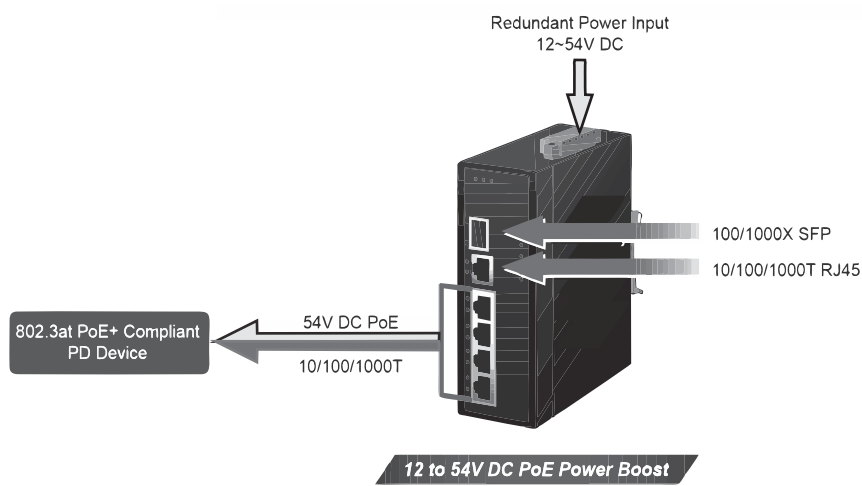 Redundant Power Input
12~54V DC
100/1000X SFP
10/100/1000T RJ45
54V DC PoE
10/100/1000T
802.3at PoE+ Compliant
PD Device
12 to 54V DC PoE Power Boost